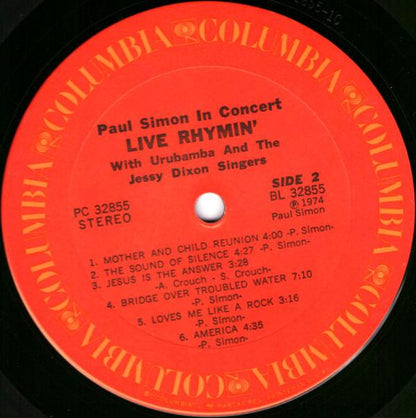 COLUMBIA COLUMBIA COLUMBIA COLUMBIA COLUMBIA COLUMBIA
Paul Simon In Concert
LIVE RHYMIN'
With Urubamba And The
Jessy Dixon Singers
PC 32855
STEREO
SIDE 2
BL 32855
℗ 1974
Paul Simon
1. MOTHER AND CHILD REUNION 4:00 -P. Simon-
2. THE SOUND OF SILENCE 4:27 -P. Simon-
3. JESUS IS THE ANSWER 3:28
-A. Crouch - S. Crouch-
4. BRIDGE OVER TROUBLED WATER 7:10
-P. Simon-
5. LOVES ME LIKE A ROCK 3:16
-P. Simon-
6. AMERICA 4:35
-P. Simon-